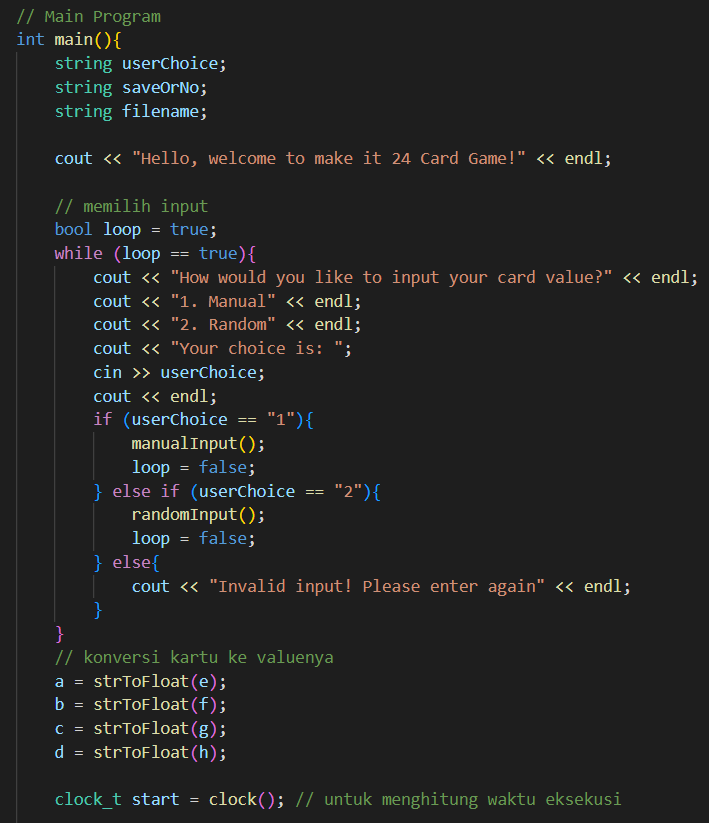 // Main Program
int main(){
    string userChoice;
    string saveOrNo;
    string filename;

    cout << "Hello, welcome to make it 24 Card Game!" << endl;

    // memilih input
    bool loop = true;
    while (loop == true){
        cout << "How would you like to input your card value?" << endl;
        cout << "1. Manual" << endl;
        cout << "2. Random" << endl;
        cout << "Your choice is: ";
        cin >> userChoice;
        cout << endl;
        if (userChoice == "1"){
            manualInput();
            loop = false;
        } else if (userChoice == "2"){
            randomInput();
            loop = false;
        } else{
            cout << "Invalid input! Please enter again" << endl;
        }
    }
    // konversi kartu ke valuenya
    a = strToFloat(e);
    b = strToFloat(f);
    c = strToFloat(g);
    d = strToFloat(h);

    clock_t start = clock(); // untuk menghitung waktu eksekusi